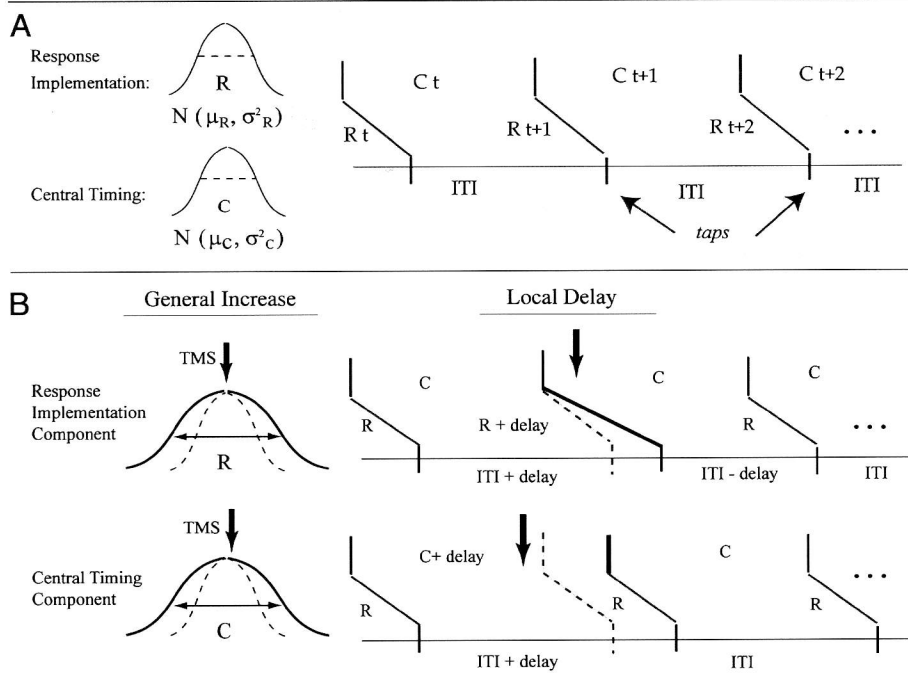 A
Response
Implementation:
R
N (μR, σ²R)
Central Timing:
C
N (μC, σ²C)
C t
C t+1
C t+2
R t
R t+1
R t+2
...
ITI
ITI
ITI
taps
B
General Increase
Local Delay
TMS
Response
Implementation
Component
R
C
C
C
R
R + delay
R
...
ITI + delay
ITI - delay
ITI
TMS
Central Timing
Component
C
C+ delay
C
R
R
R
...
ITI + delay
ITI